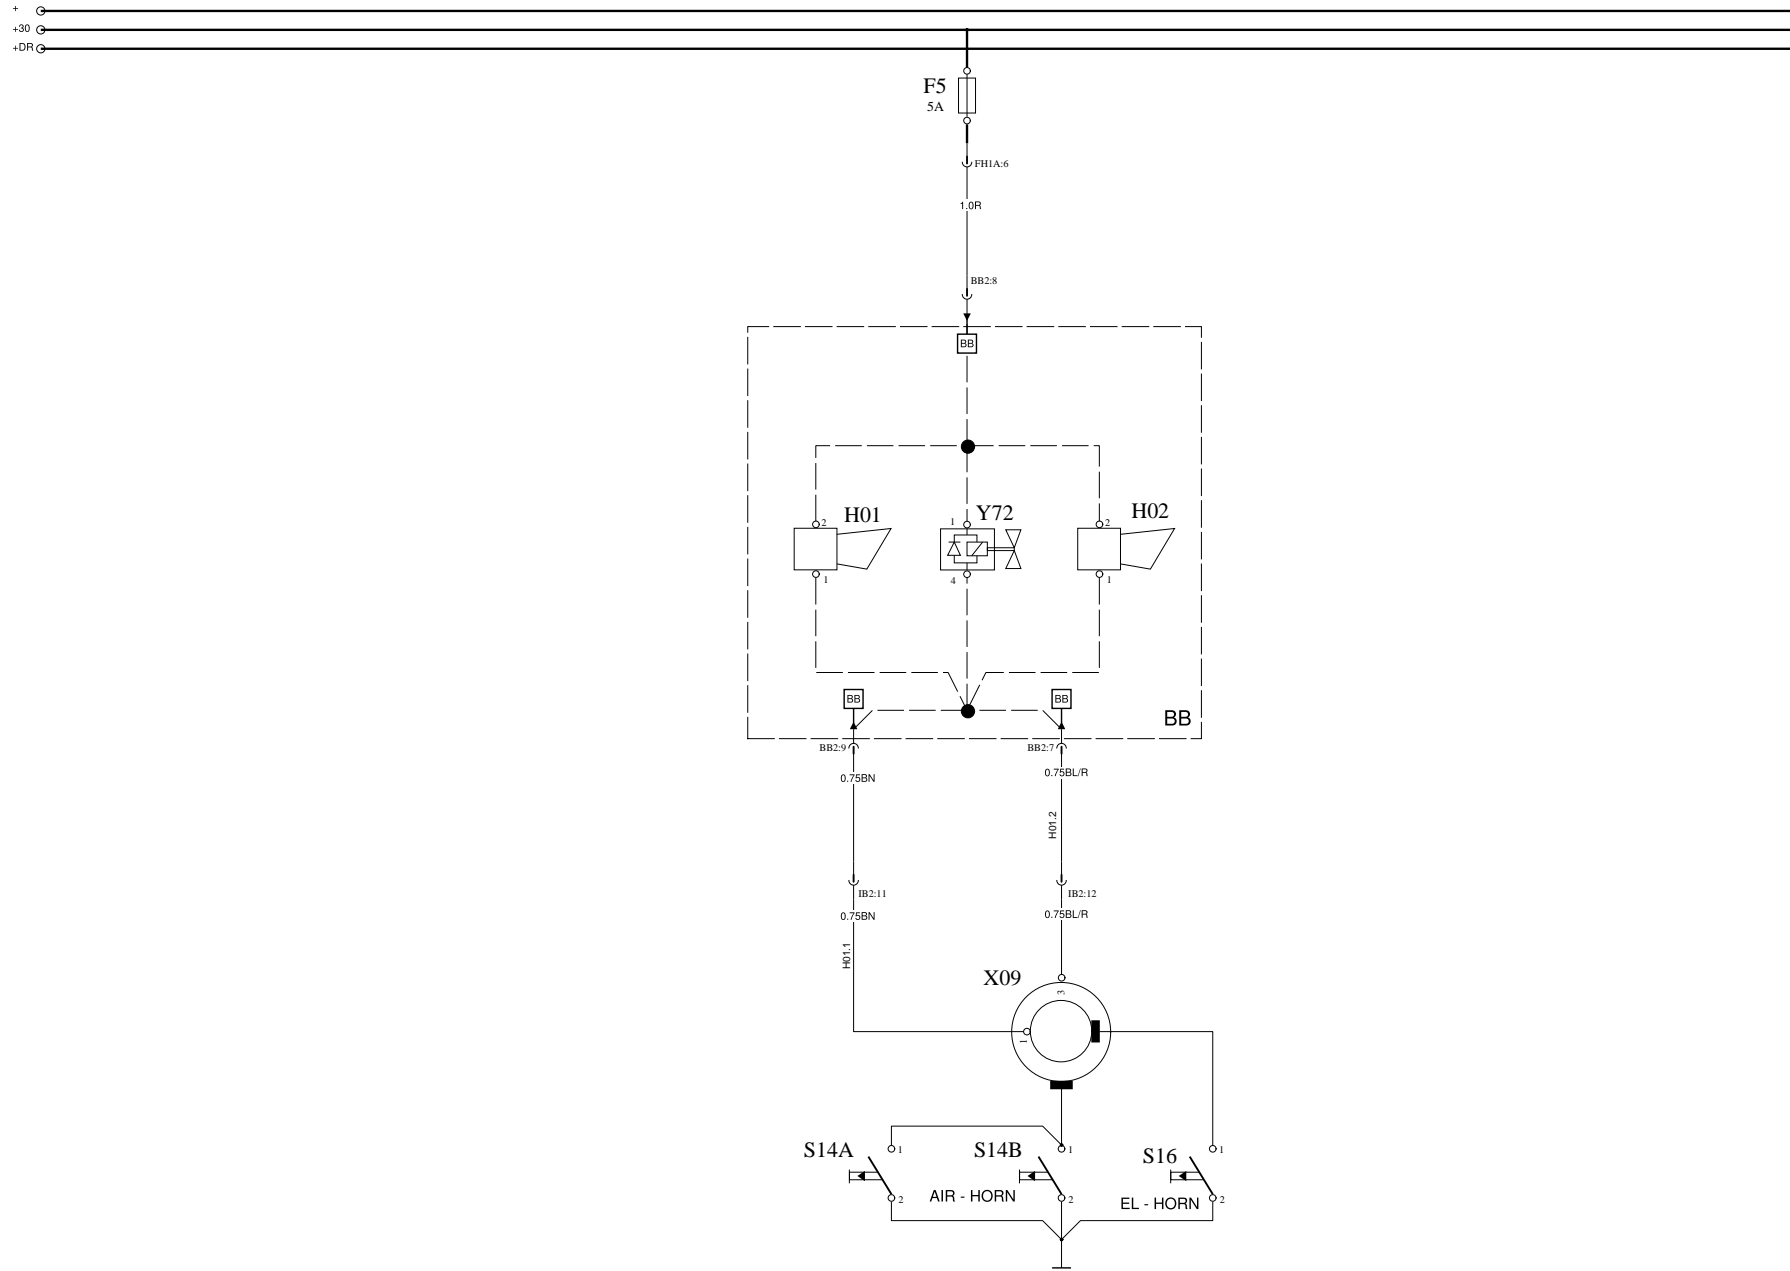 +
+30
+DR
F5
5A
FH1A:6
1.0R
BB2:8
BB
H01
Y72
H02
2
1
2
1
4
1
BB
BB
BB
BB2:9
BB2:7
0.75BN
0.75BL/R
H01.2
IB2:11
IB2:12
0.75BN
0.75BL/R
H01.1
X09
3
1
S14A
1
S14B
1
S16
1
AIR - HORN
EL - HORN
2
2
2